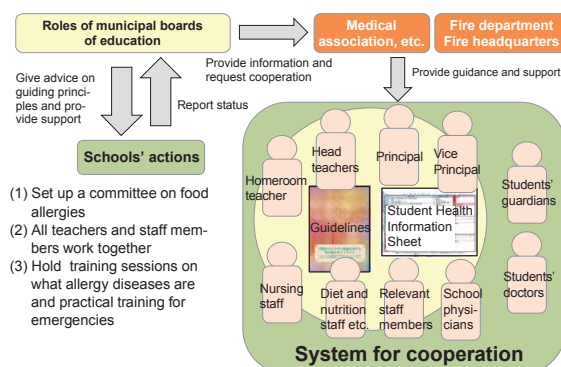 Roles of municipal boards
of education
Medical
association, etc.
Fire department
Fire headquarters
Provide information and
request cooperation
Give advice on
guiding princi-
ples and pro-
vide support
Report status
Provide guidance and support
Schools' actions
(1) Set up a committee on food
allergies
(2) All teachers and staff mem-
bers work together
(3) Hold training sessions on
what allergy diseases are
and practical training for
emergencies
Homeroom
teacher
Head
teachers
Principal
Vice
Principal
Students'
guardians
Guidelines
Student Health
Information
Sheet
Nursing
staff
Diet and
nutrition
staff etc.
Relevant
staff
members
School
physi-
cians
Students'
doctors
System for cooperation